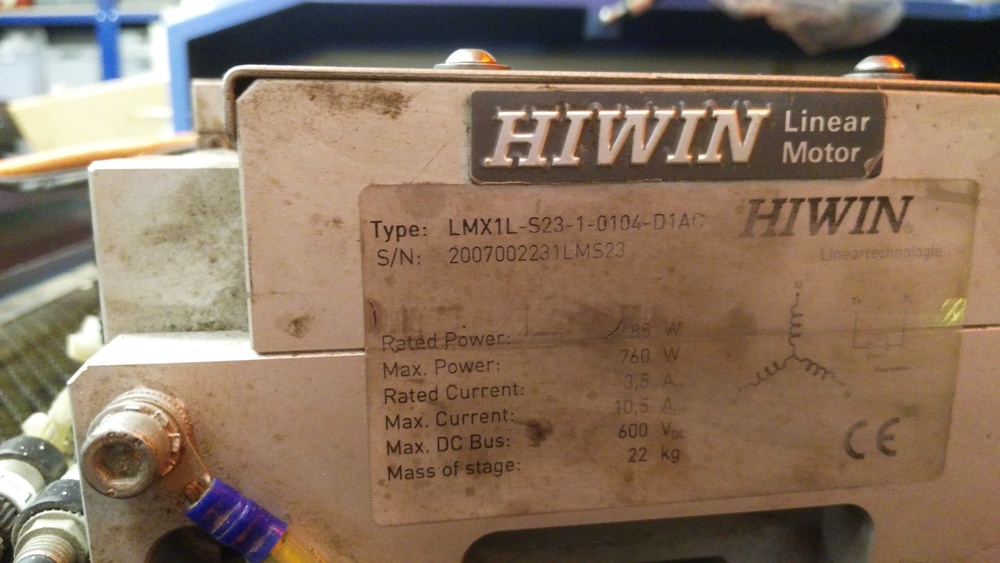 HIWIN
Linear
Motor
Type: LMX1L-S23-1-0104-D1AC
HIWIN
S/N: 2007002231LMS23
Lineartechnologie
Rated Power: 85 W
Max. Power: 760 W
Rated Current: 3,5 A
Max. Current: 10,5 A
Max. DC Bus: 600 VDC
Mass of stage: 22 kg
CE